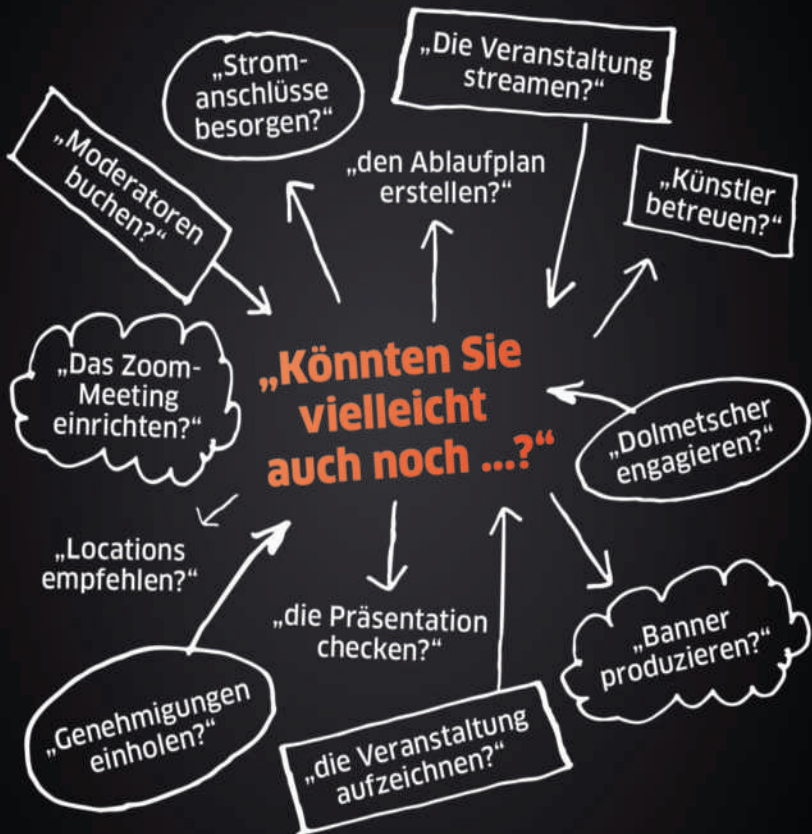 „Die Veranstaltung
streamen?“
„Strom-
anschlüsse
besorgen?“
„Moderatoren
buchen?“
„den Ablaufplan
erstellen?“
„Künstler
betreuen?“
„Könnten Sie
vielleicht
auch noch ...?“
„Das Zoom-
Meeting
einrichten?“
„Dolmetscher
engagieren?“
„Locations
empfehlen?“
„die Präsentation
checken?“
„Banner
produzieren?“
„Genehmigungen
einholen?“
„die Veranstaltung
aufzeichnen?“